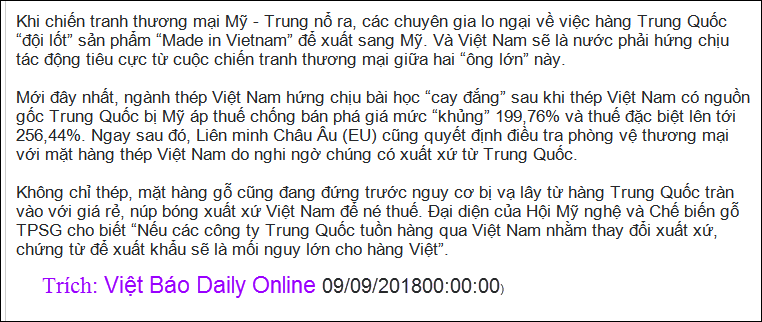 Khi chiến tranh thương mại Mỹ - Trung nổ ra, các chuyên gia lo ngại về việc hàng Trung Quốc
“đội lốt” sản phẩm “Made in Vietnam” để xuất sang Mỹ. Và Việt Nam sẽ là nước phải hứng chịu
tác động tiêu cực từ cuộc chiến tranh thương mại giữa hai “ông lớn” này.
Mới đây nhất, ngành thép Việt Nam hứng chịu bài học “cay đắng” sau khi thép Việt Nam có nguồn
gốc Trung Quốc bị Mỹ áp thuế chống bán phá giá mức “khủng” 199,76% và thuế đặc biệt lên tới
256,44%. Ngay sau đó, Liên minh Châu Âu (EU) cũng quyết định điều tra phòng vệ thương mại
với mặt hàng thép Việt Nam do nghi ngờ chúng có xuất xứ từ Trung Quốc.
Không chỉ thép, mặt hàng gỗ cũng đang đứng trước nguy cơ bị vạ lây từ hàng Trung Quốc tràn
vào với giá rẻ, núp bóng xuất xứ Việt Nam để né thuế. Đại diện của Hội Mỹ nghệ và Chế biến gỗ
TPSG cho biết “Nếu các công ty Trung Quốc tuồn hàng qua Việt Nam nhằm thay đổi xuất xứ,
chứng từ để xuất khẩu sẽ là mối nguy lớn cho hàng Việt”.
Trích: Việt Báo Daily Online 09/09/201800:00:00)